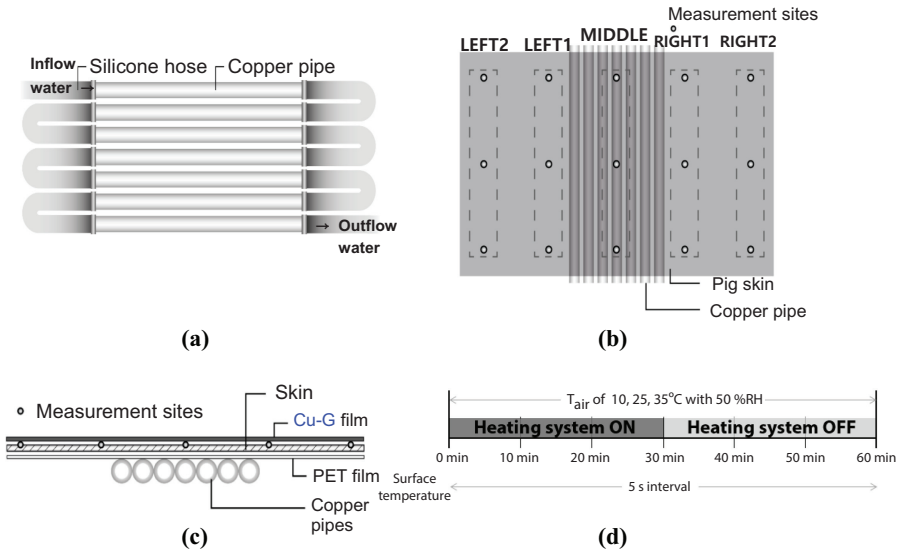 Inflow
water →
Silicone hose
Copper pipe
→ Outflow
water
(a)
Measurement sites
LEFT2 LEFT1 MIDDLE RIGHT1 RIGHT2
Pig skin
Copper pipe
(b)
Measurement sites
Skin
Cu-G film
PET film
Copper
pipes
(c)
Tair of 10, 25, 35°C with 50 %RH
Heating system ON Heating system OFF
0 min 10 min 20 min 30 min 40 min 50 min 60 min
Surface
temperature
5 s interval
(d)